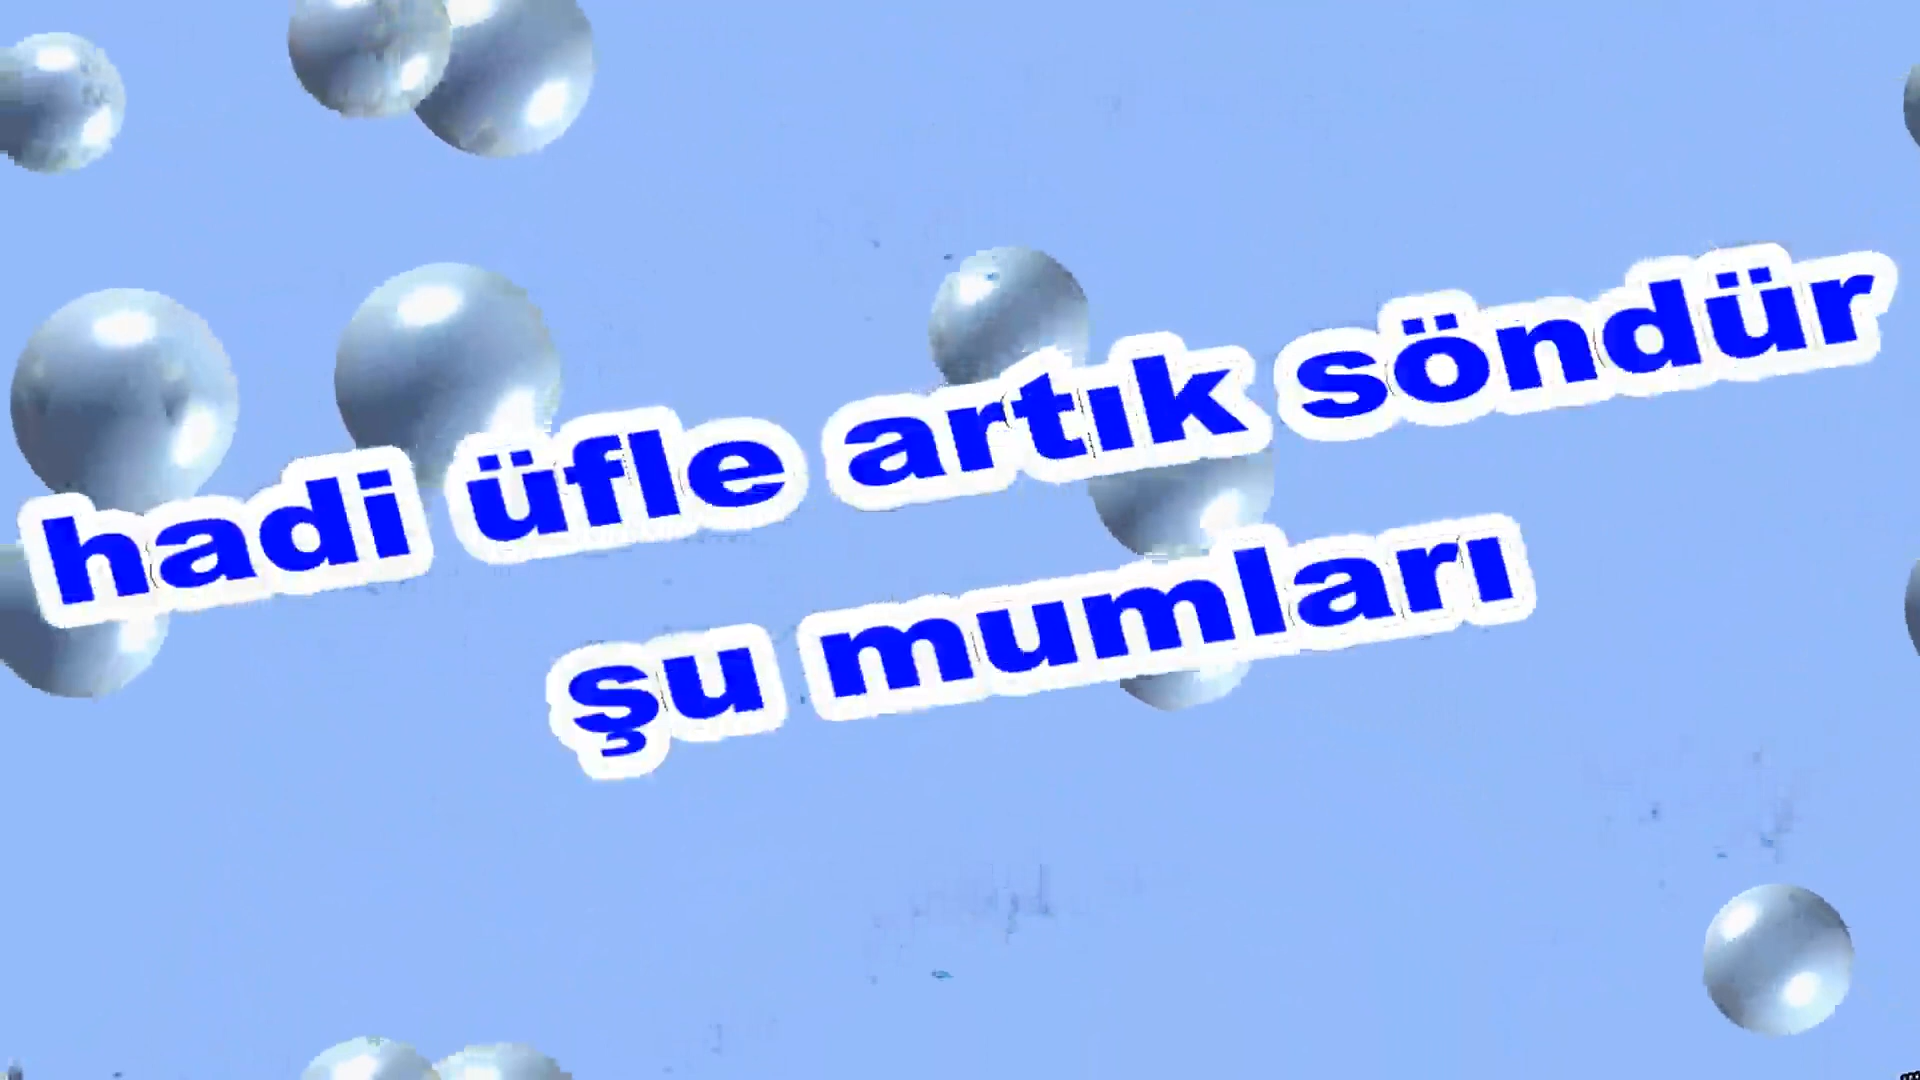 hadi üfle artık söndür
şu mumları